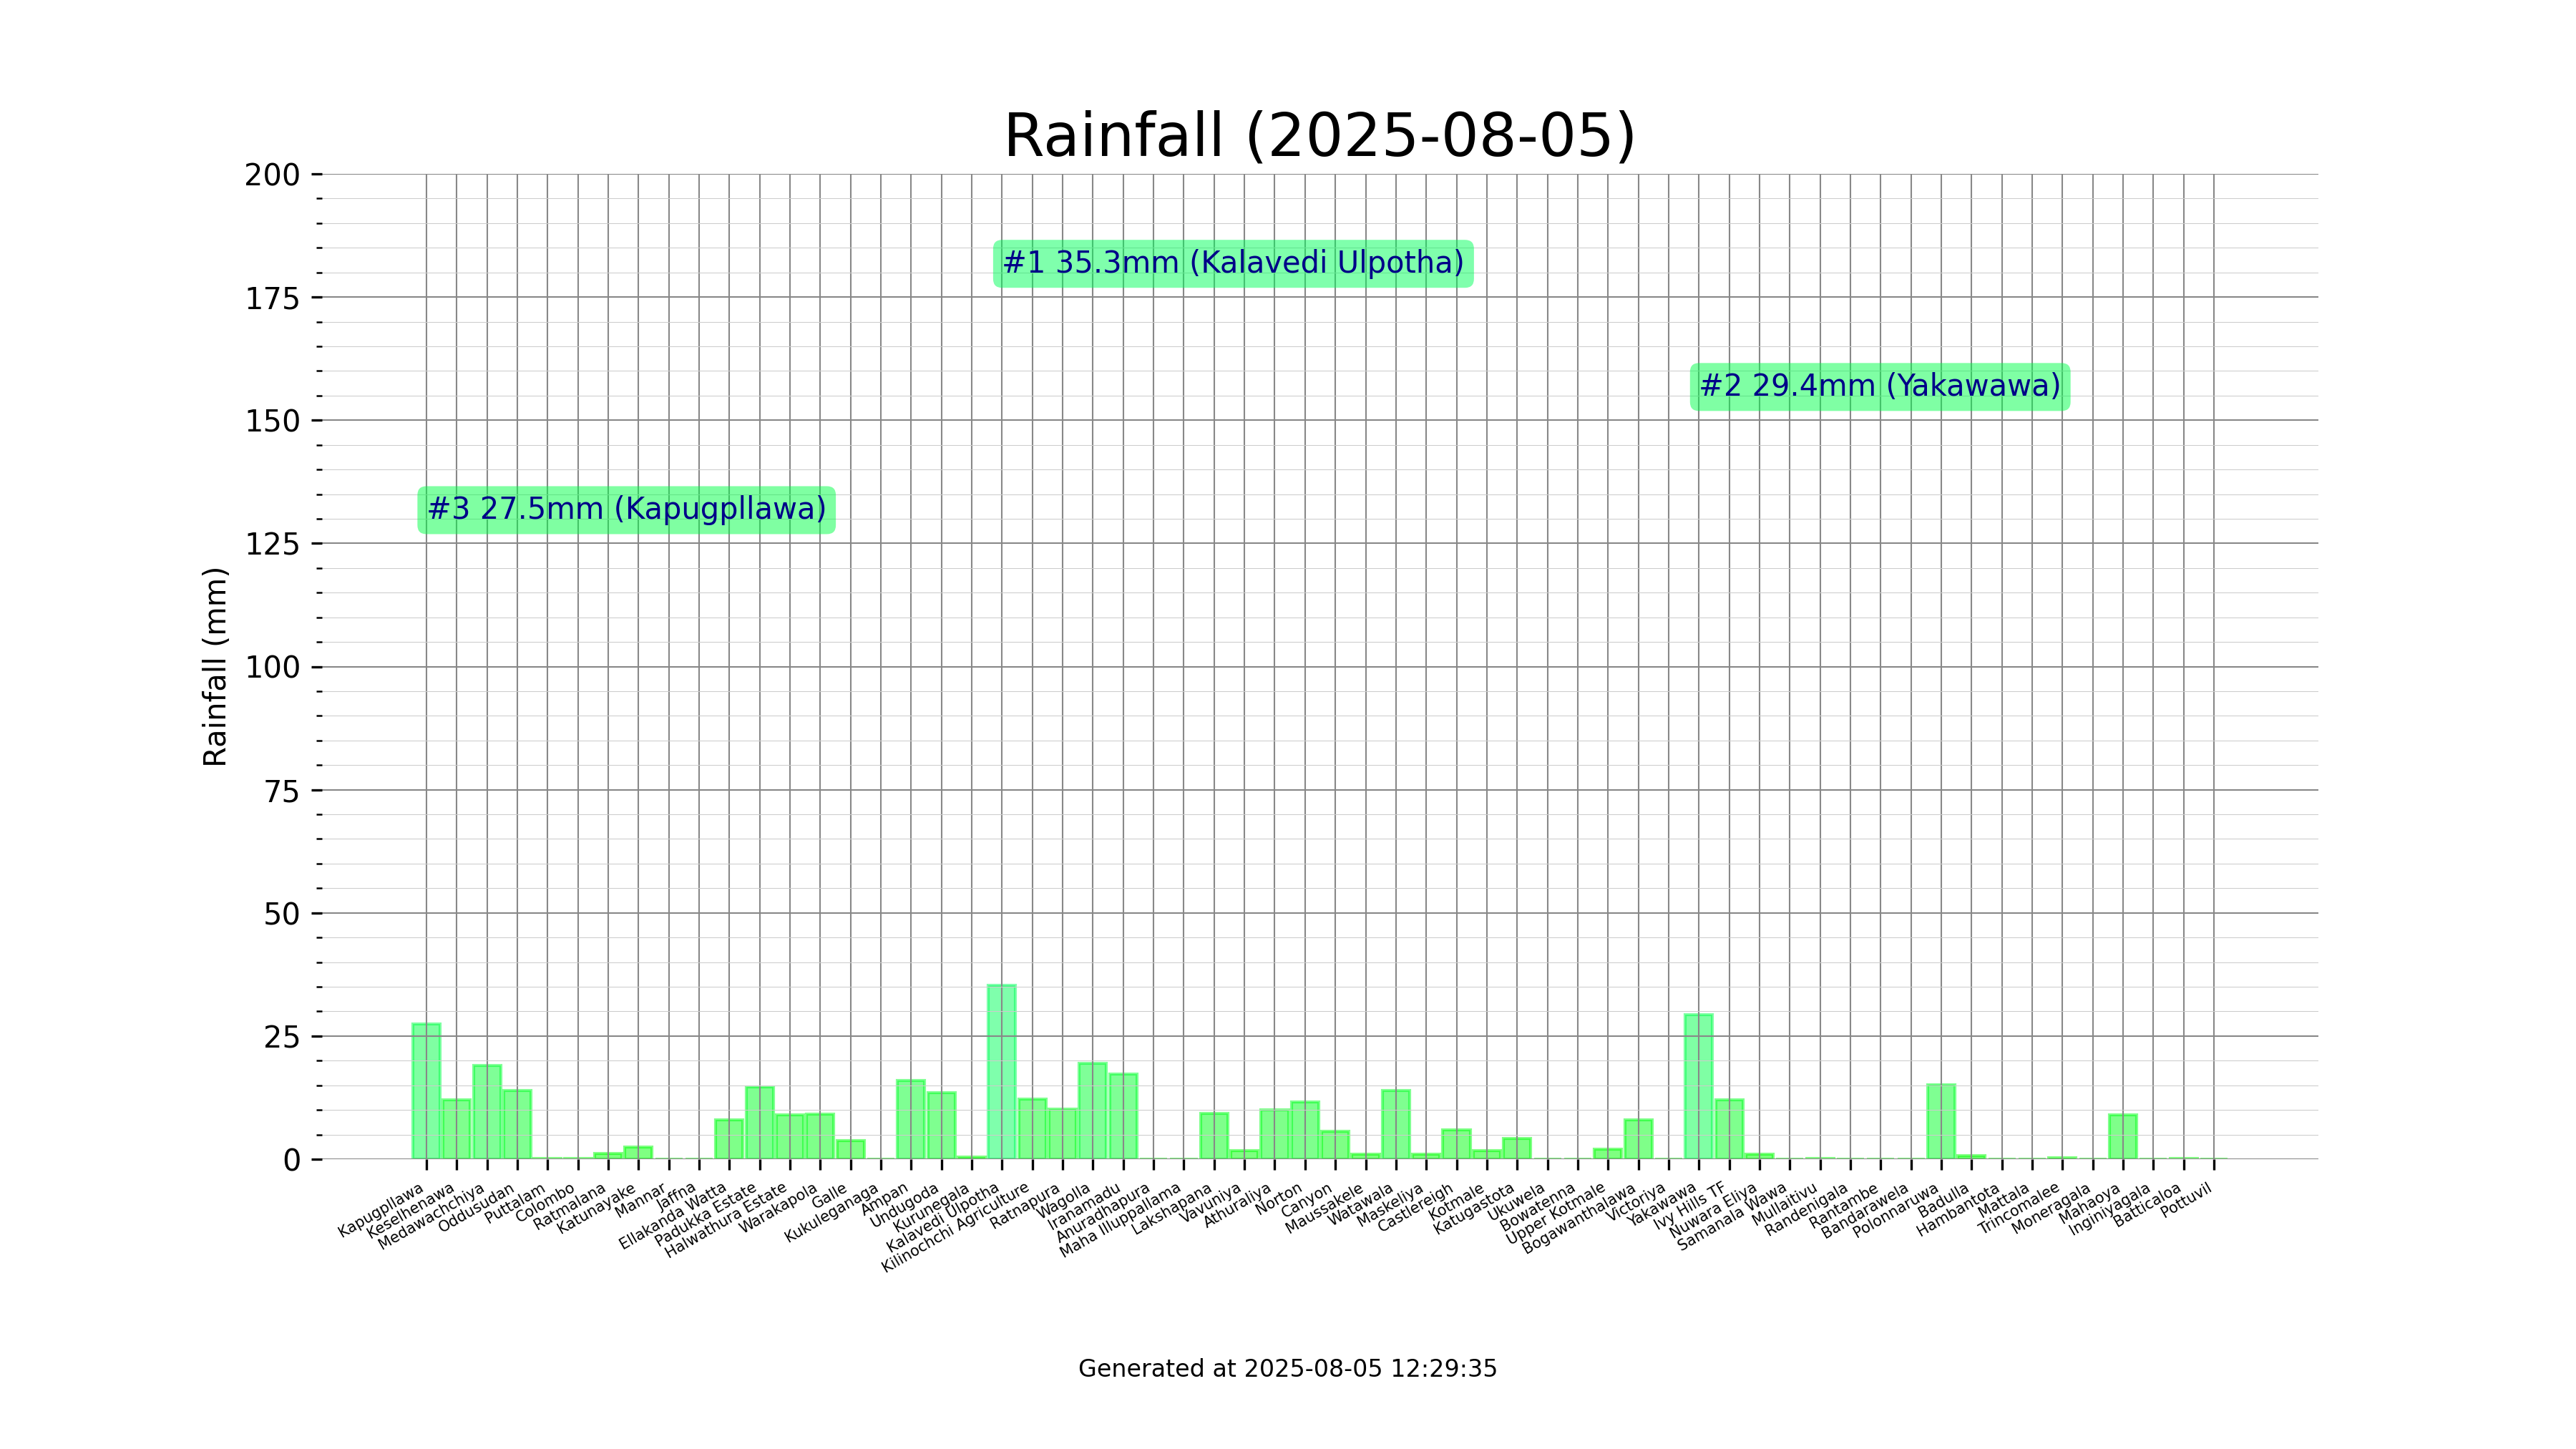 Rainfall (2025-08-05)
Rainfall (mm)
200
175
150
125
100
75
50
25
0
#1 35.3mm (Kalavedi Ulpotha)
#2 29.4mm (Yakawawa)
#3 27.5mm (Kapugpllawa)
Kapugpllawa
Keselhenawa
Medawachchiya
Oddusudan
Puttalam
Colombo
Ratmalana
Katunayake
Mannar
Jaffna
Ellakanda Watta
Padukka Estate
Halwathura Estate
Warakapola
Galle
Kukuleganaga
Ampan
Undugoda
Kurunegala
Kalavedi Ulpotha
Kilinochchi Agriculture
Ratnapura
Wagolla
Iranamadu
Anuradhapura
Maha Illuppallama
Lakshapana
Vavuniya
Athuraliya
Norton
Canyon
Maussakele
Watawala
Maskeliya
Castlereigh
Kotmale
Katugastota
Ukuwela
Bowatenna
Upper Kotmale
Bogawanthalawa
Victoriya
Yakawawa
Ivy Hills TF
Nuwara Eliya
Samanala Wawa
Mullaitivu
Randenigala
Rantambe
Bandarawela
Polonnaruwa
Badulla
Hambantota
Mattala
Trincomalee
Moneragala
Mahaoya
Inginiyagala
Batticaloa
Pottuvil
Generated at 2025-08-05 12:29:35